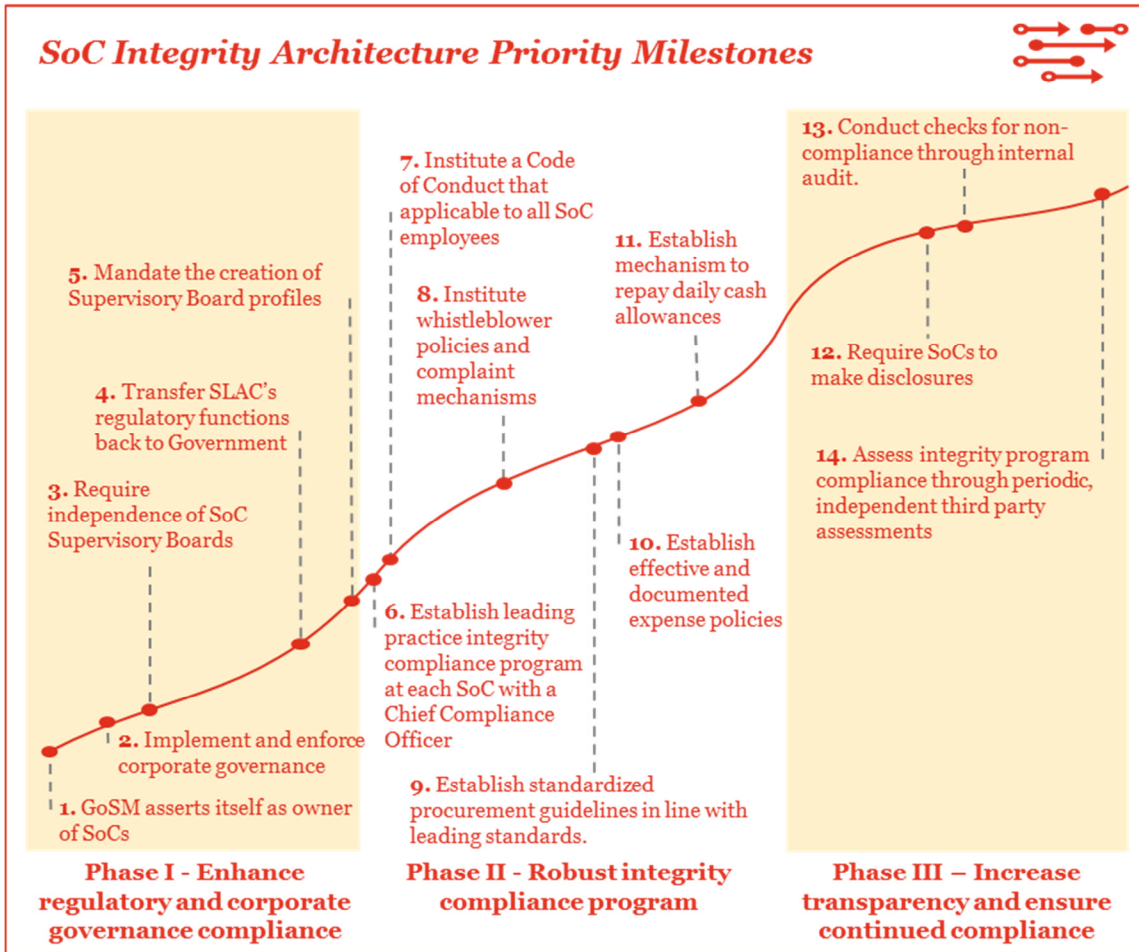 SoC Integrity Architecture Priority Milestones
1. GoSM asserts itself as owner
of SoCs
2. Implement and enforce
corporate governance
3. Require
independence of SoC
Supervisory Boards
4. Transfer SLAC's
regulatory functions
back to Government
5. Mandate the creation of
Supervisory Board profiles
6. Establish leading
practice integrity
compliance program
at each SoC with a
Chief Compliance
Officer
7. Institute a Code
of Conduct that
applicable to all SoC
employees
8. Institute
whistleblower
policies and
complaint
mechanisms
9. Establish standardized
procurement guidelines in line with
leading standards.
10. Establish
effective and
documented
expense policies
11. Establish
mechanism to
repay daily cash
allowances
12. Require SoCs to
make disclosures
13. Conduct checks for non-
compliance through internal
audit.
14. Assess integrity program
compliance through periodic,
independent third party
assessments
Phase I - Enhance
regulatory and corporate
governance compliance
Phase II - Robust integrity
compliance program
Phase III – Increase
transparency and ensure
continued compliance